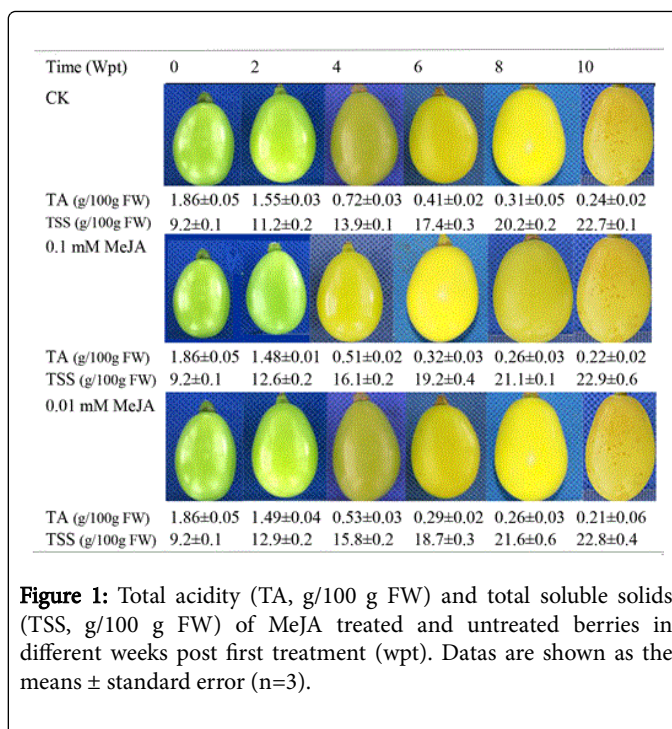 Time (Wpt) 0 2 4 6 8 10
CK
TA (g/100g FW) 1.86±0.05 1.55±0.03 0.72±0.03 0.41±0.02 0.31±0.05 0.24±0.02
TSS (g/100g FW) 9.2±0.1 11.2±0.2 13.9±0.1 17.4±0.3 20.2±0.2 22.7±0.1
0.1 mM MeJA
TA (g/100g FW) 1.86±0.05 1.48±0.01 0.51±0.02 0.32±0.03 0.26±0.03 0.22±0.02
TSS (g/100g FW) 9.2±0.1 12.6±0.2 16.1±0.2 19.2±0.4 21.1±0.1 22.9±0.6
0.01 mM MeJA
TA (g/100g FW) 1.86±0.05 1.49±0.04 0.53±0.03 0.29±0.02 0.26±0.03 0.21±0.06
TSS (g/100g FW) 9.2±0.1 12.9±0.2 15.8±0.2 18.7±0.3 21.6±0.6 22.8±0.4
Figure 1: Total acidity (TA, g/100 g FW) and total soluble solids
(TSS, g/100 g FW) of MeJA treated and untreated berries in
different weeks post first treatment (wpt). Datas are shown as the
means ± standard error (n=3).